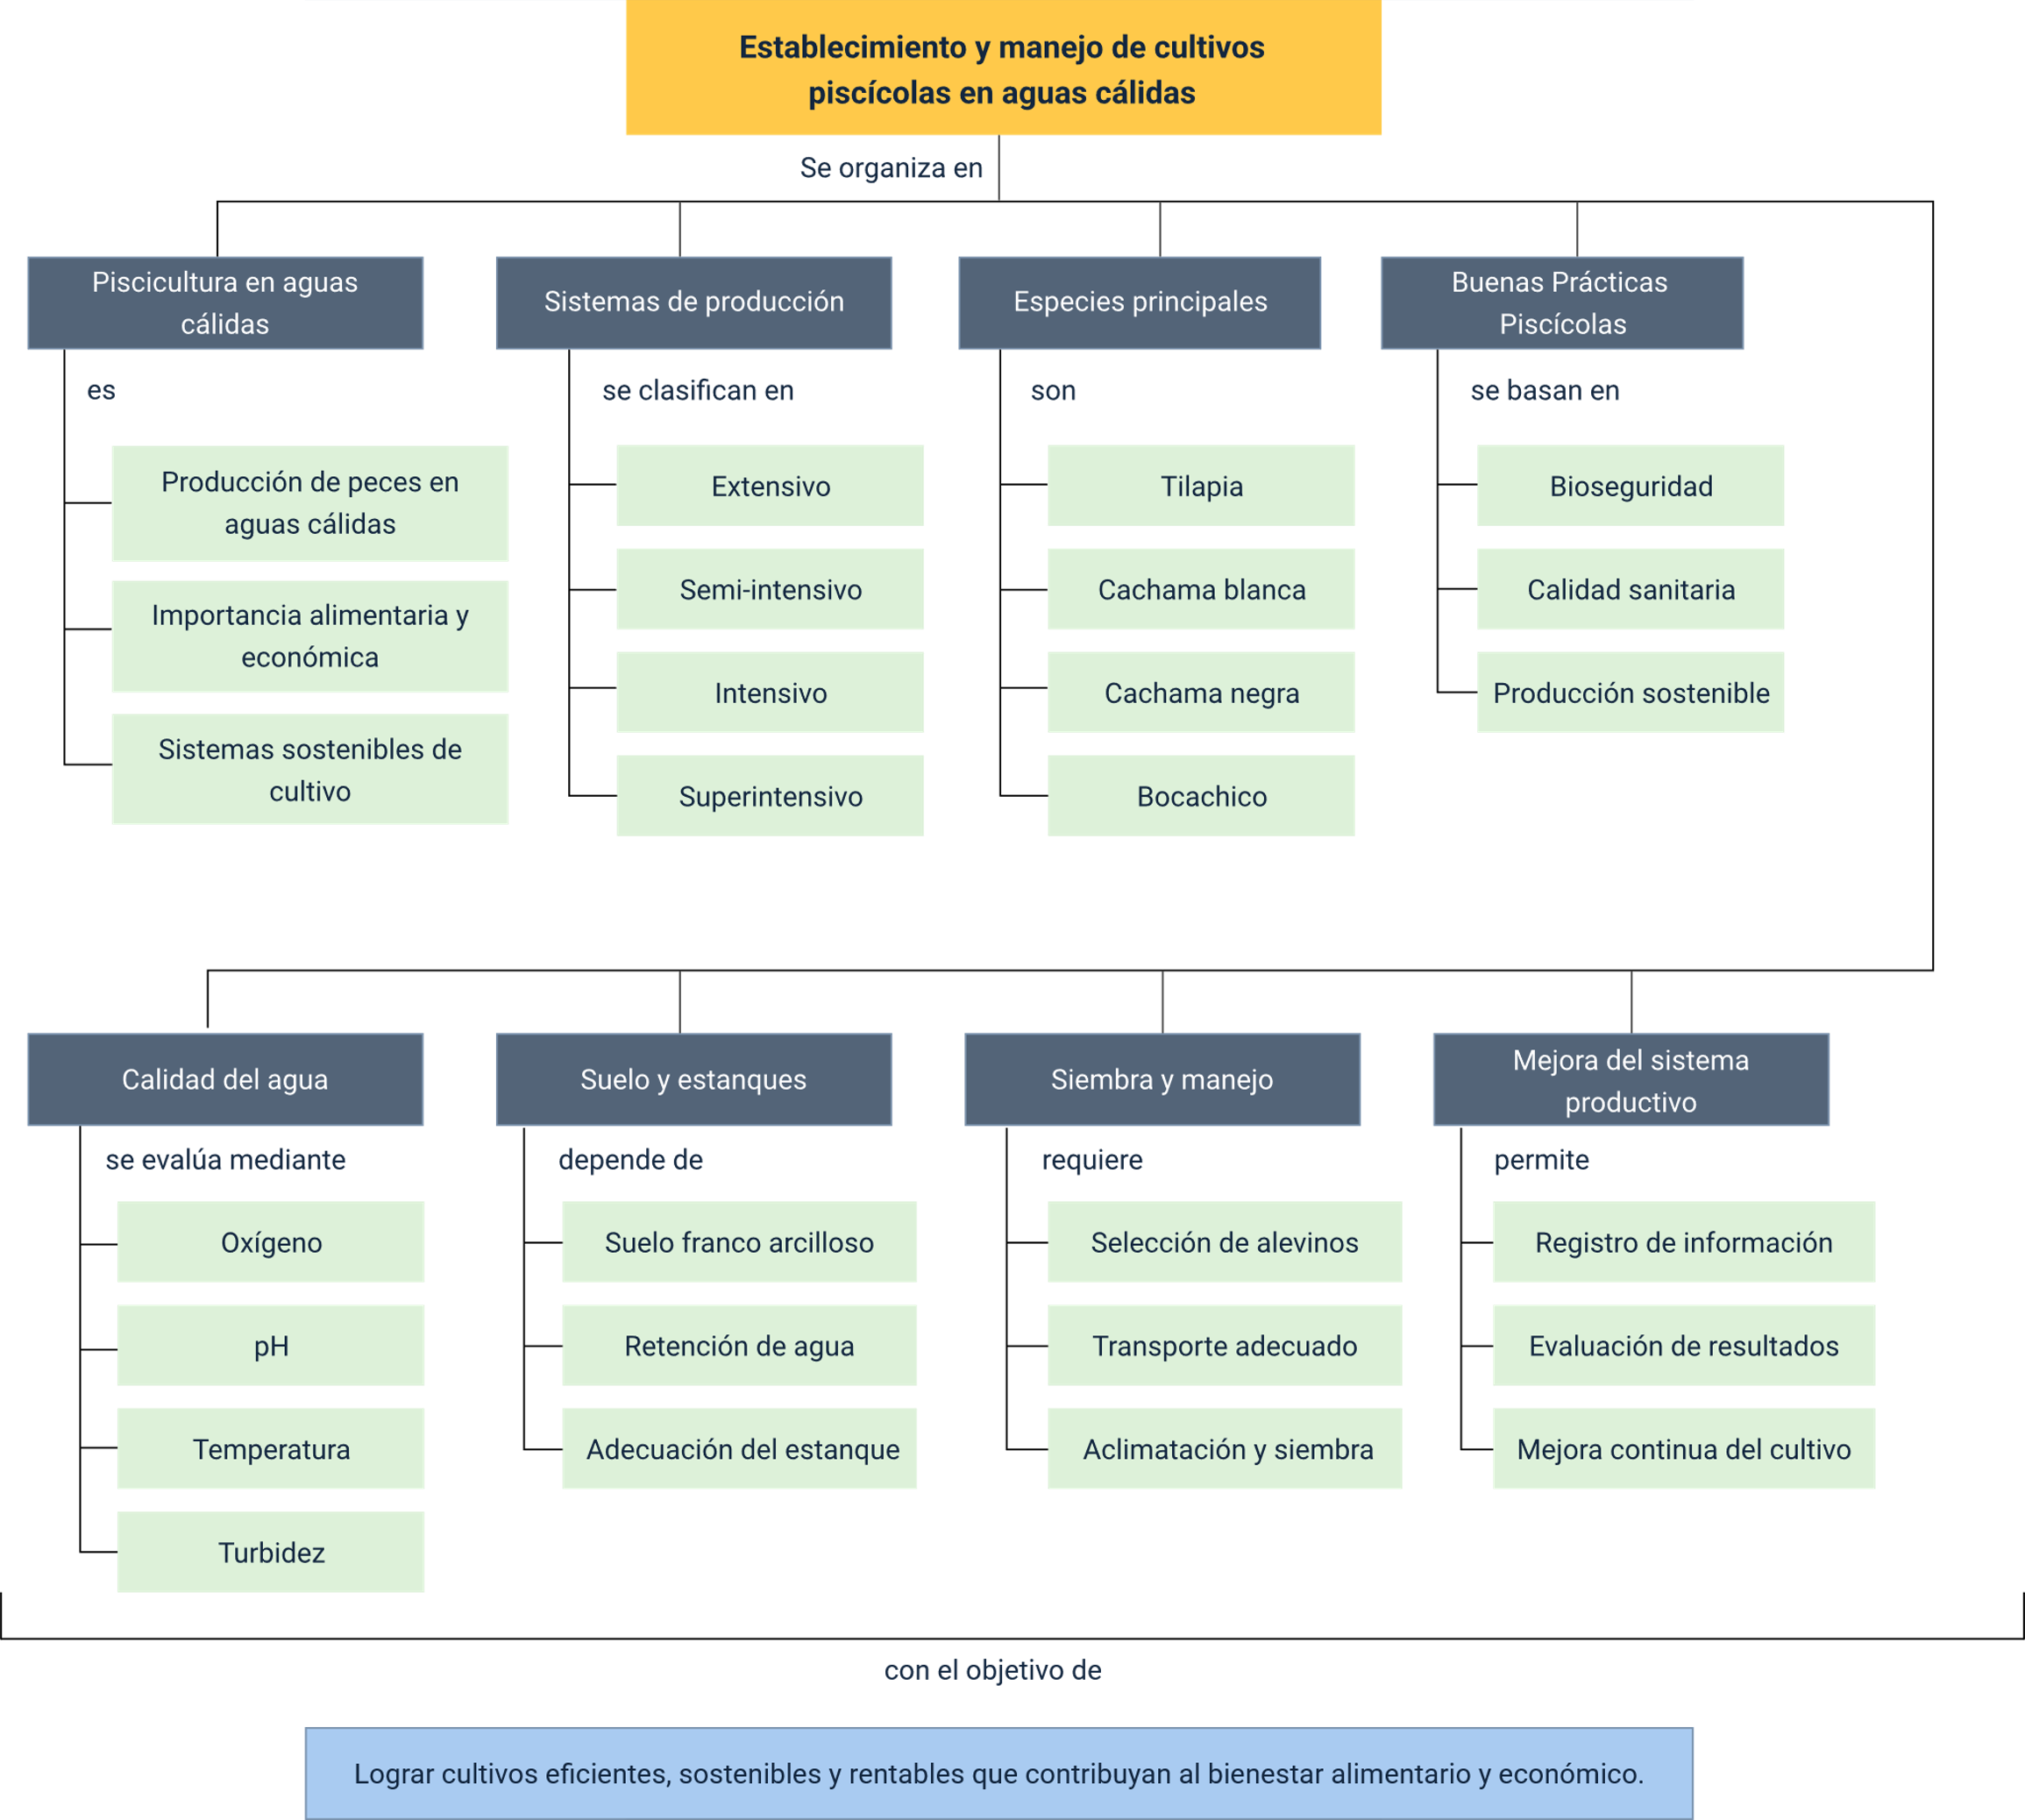 Establecimiento y manejo de cultivos
piscícolas en aguas cálidas
Se organiza en
Piscicultura en aguas
cálidas
es
Producción de peces en
aguas cálidas
Importancia alimentaria y
económica
Sistemas sostenibles de
cultivo
Sistemas de producción
se clasifican en
Extensivo
Semi-intensivo
Intensivo
Superintensivo
Especies principales
son
Tilapia
Cachama blanca
Cachama negra
Bocachico
Buenas Prácticas
Piscícolas
se basan en
Bioseguridad
Calidad sanitaria
Producción sostenible
Calidad del agua
se evalúa mediante
Oxígeno
pH
Temperatura
Turbidez
Suelo y estanques
depende de
Suelo franco arcilloso
Retención de agua
Adecuación del estanque
Siembra y manejo
requiere
Selección de alevinos
Transporte adecuado
Aclimatación y siembra
Mejora del sistema
productivo
permite
Registro de información
Evaluación de resultados
Mejora continua del cultivo
con el objetivo de
Lograr cultivos eficientes, sostenibles y rentables que contribuyan al bienestar alimentario y económico.